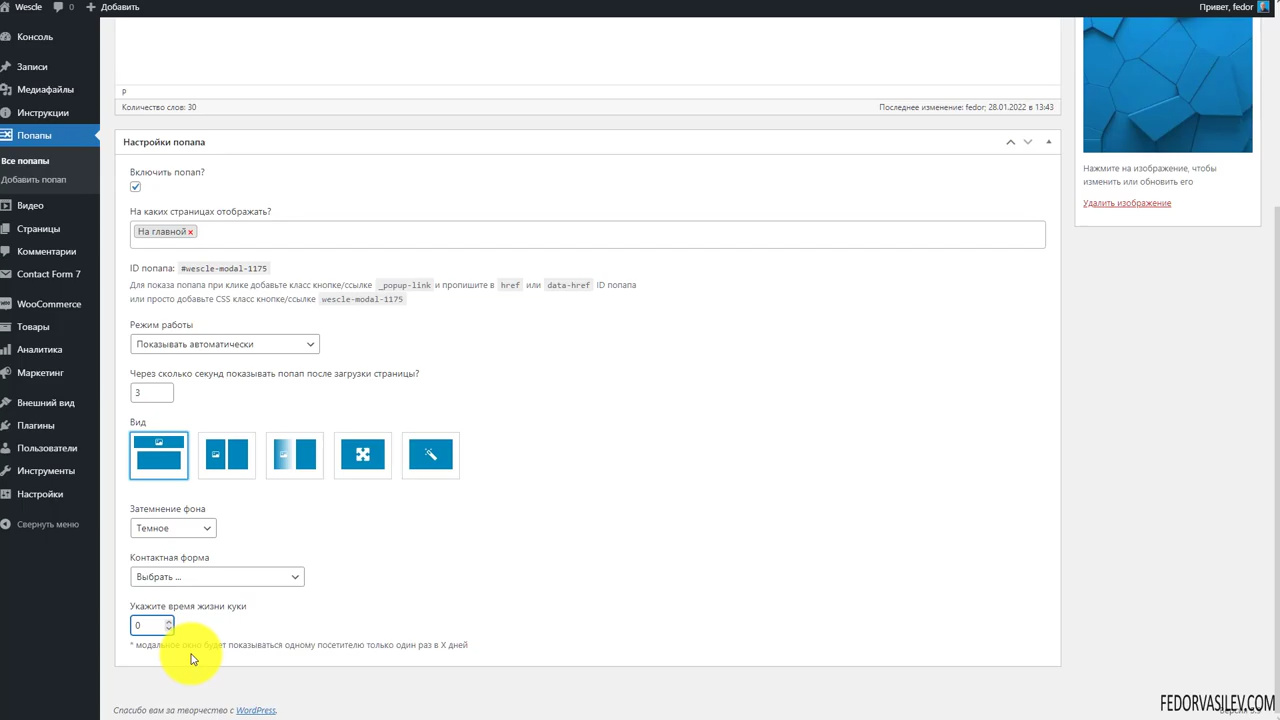 Wescle 0 Добавить Привет, fedor
Консоль
Записи
Медиафайлы
Инструкции
Попапы
Все попапы
Добавить попап
Видео
Страницы
Комментарии
Contact Form 7
WooCommerce
Товары
Аналитика
Маркетинг
Внешний вид
Плагины
Пользователи
Инструменты
Настройки
Свернуть меню
P
Количество слов: 30 Последнее изменение: fedor; 28.01.2022 в 13:43
Настройки попапа
Включить попап?
На каких страницах отображать?
На главной ×
ID попапа: #wescle-modal-1175
Для показа попапа при клике добавьте класс кнопке/ссылке _popup-link и пропишите в href или data-href ID попапа
или просто добавьте CSS класс кнопке/ссылке wescle-modal-1175
Режим работы
Показывать автоматически
Через сколько секунд показывать попап после загрузки страницы?
3
Вид
Затемнение фона
Темное
Контактная форма
Выбрать ...
Укажите время жизни куки
0
* модальное окно будет показываться одному посетителю только один раз в X дней
Спасибо вам за творчество с WordPress.
Нажмите на изображение, чтобы
изменить или обновить его
Удалить изображение
FEDORVASILEV.COM